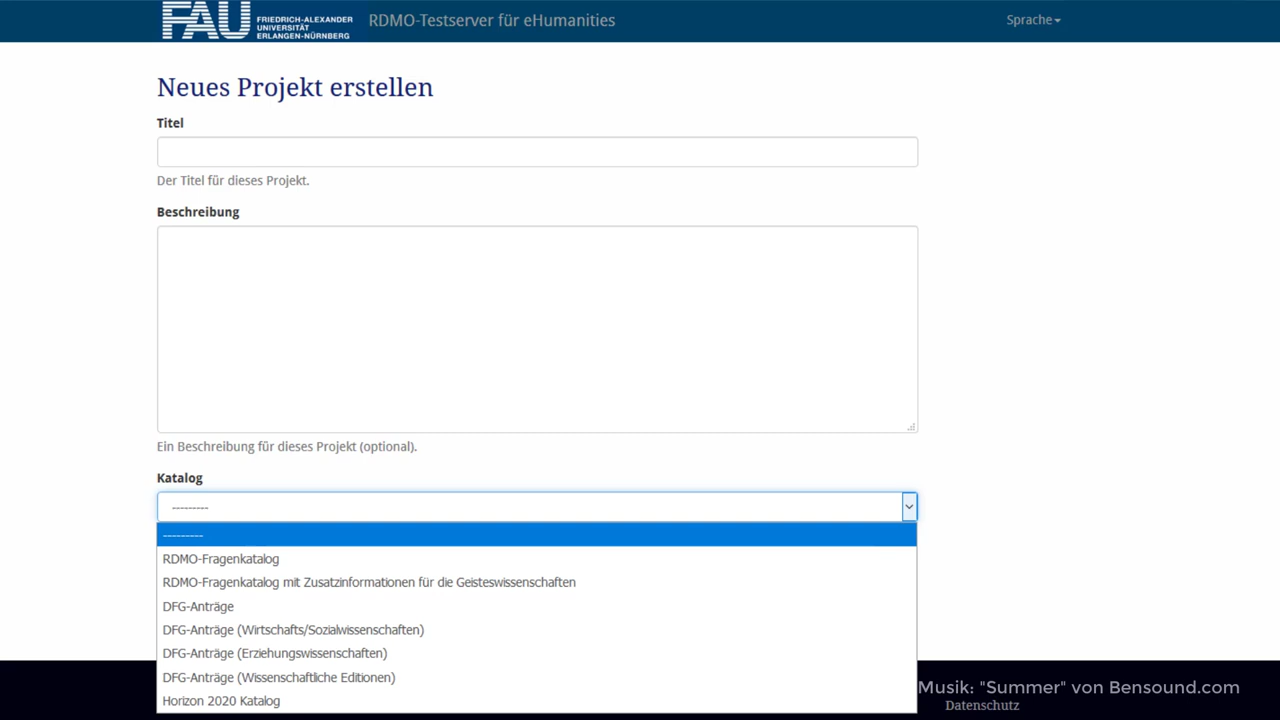 FAU FRIEDRICH-ALEXANDER
UNIVERSITÄT
ERLANGEN-NÜRNBERG
RDMO-Testserver für eHumanities
Sprache
Neues Projekt erstellen
Titel
Der Titel für dieses Projekt.
Beschreibung
Ein Beschreibung für dieses Projekt (optional).
Katalog
---------
---------
RDMO-Fragenkatalog
RDMO-Fragenkatalog mit Zusatzinformationen für die Geisteswissenschaften
DFG-Anträge
DFG-Anträge (Wirtschafts/Sozialwissenschaften)
DFG-Anträge (Erziehungswissenschaften)
DFG-Anträge (Wissenschaftliche Editionen)
Horizon 2020 Katalog
Musik: "Summer" von Bensound.com
Datenschutz